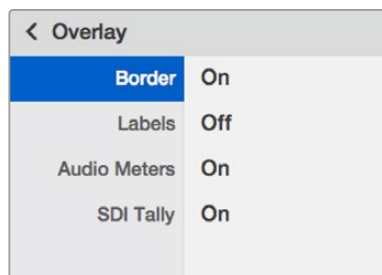 Overlay
Border On
Labels Off
Audio Meters On
SDI Tally On